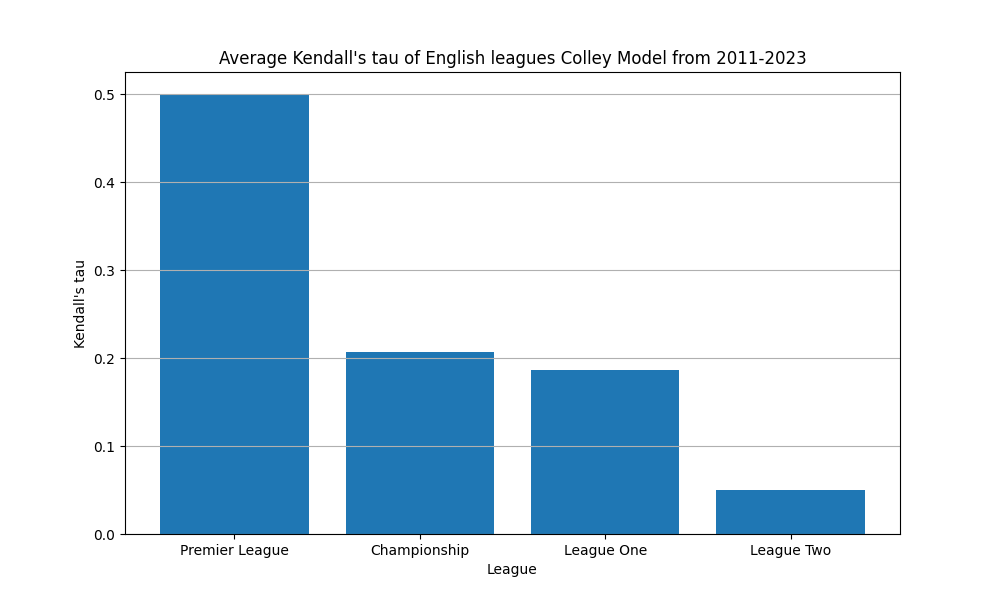 Average Kendall's tau of English leagues Colley Model from 2011-2023
0.5
0.4
0.3
0.2
0.1
0.0
Kendall's tau
Premier League
Championship
League One
League Two
League